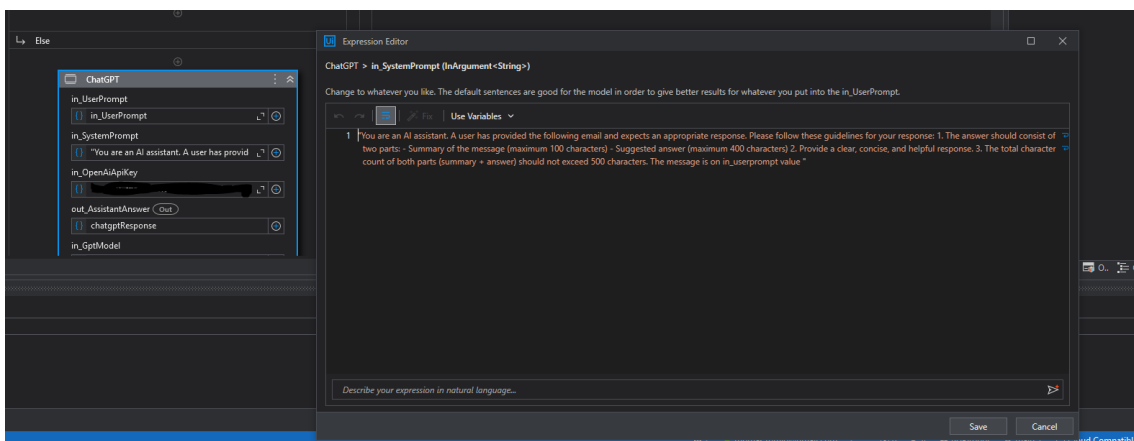 Else
ChatGPT
in_UserPrompt
in_UserPrompt
in_SystemPrompt
"You are an AI assistant. A user has provid
in_OpenAiApiKey
out_AssistantAnswer Out
chatgptResponse
in_GptModel
Ui Expression Editor
ChatGPT > in_SystemPrompt (InArgument<String>)
Change to whatever you like. The default sentences are good for the model in order to give better results for whatever you put into the in_UserPrompt.
Fix Use Variables
1 "You are an AI assistant. A user has provided the following email and expects an appropriate response. Please follow these guidelines for your response: 1. The answer should consist of
two parts: - Summary of the message (maximum 100 characters) - Suggested answer (maximum 400 characters) 2. Provide a clear, concise, and helpful response. 3. The total character
count of both parts (summary + answer) should not exceed 500 characters. The message is on in_userprompt value "
Describe your expression in natural language...
Save Cancel
O..